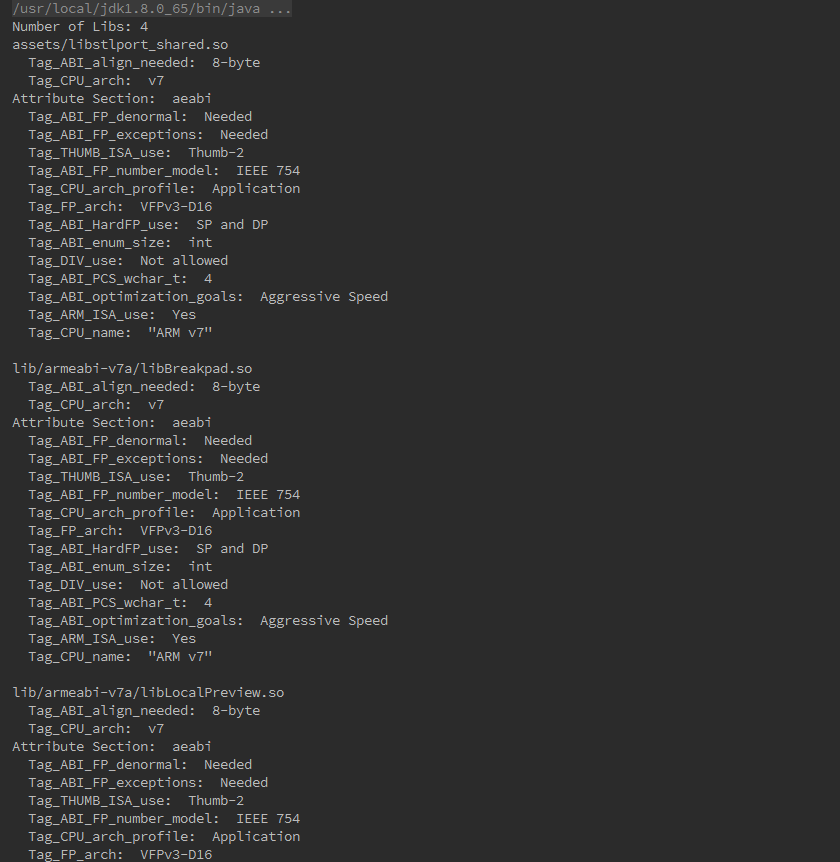 /usr/local/jdk1.8.0_65/bin/java ...
Number of Libs: 4
assets/libstlport_shared.so
  Tag_ABI_align_needed:  8-byte
  Tag_CPU_arch:  v7
Attribute Section:  aeabi
  Tag_ABI_FP_denormal:  Needed
  Tag_ABI_FP_exceptions:  Needed
  Tag_THUMB_ISA_use:  Thumb-2
  Tag_ABI_FP_number_model:  IEEE 754
  Tag_CPU_arch_profile:  Application
  Tag_FP_arch:  VFPv3-D16
  Tag_ABI_HardFP_use:  SP and DP
  Tag_ABI_enum_size:  int
  Tag_DIV_use:  Not allowed
  Tag_ABI_PCS_wchar_t:  4
  Tag_ABI_optimization_goals:  Aggressive Speed
  Tag_ARM_ISA_use:  Yes
  Tag_CPU_name:  "ARM v7"

lib/armeabi-v7a/libBreakpad.so
  Tag_ABI_align_needed:  8-byte
  Tag_CPU_arch:  v7
Attribute Section:  aeabi
  Tag_ABI_FP_denormal:  Needed
  Tag_ABI_FP_exceptions:  Needed
  Tag_THUMB_ISA_use:  Thumb-2
  Tag_ABI_FP_number_model:  IEEE 754
  Tag_CPU_arch_profile:  Application
  Tag_FP_arch:  VFPv3-D16
  Tag_ABI_HardFP_use:  SP and DP
  Tag_ABI_enum_size:  int
  Tag_DIV_use:  Not allowed
  Tag_ABI_PCS_wchar_t:  4
  Tag_ABI_optimization_goals:  Aggressive Speed
  Tag_ARM_ISA_use:  Yes
  Tag_CPU_name:  "ARM v7"

lib/armeabi-v7a/libLocalPreview.so
  Tag_ABI_align_needed:  8-byte
  Tag_CPU_arch:  v7
Attribute Section:  aeabi
  Tag_ABI_FP_denormal:  Needed
  Tag_ABI_FP_exceptions:  Needed
  Tag_THUMB_ISA_use:  Thumb-2
  Tag_ABI_FP_number_model:  IEEE 754
  Tag_CPU_arch_profile:  Application
  Tag_FP_arch:  VFPv3-D16